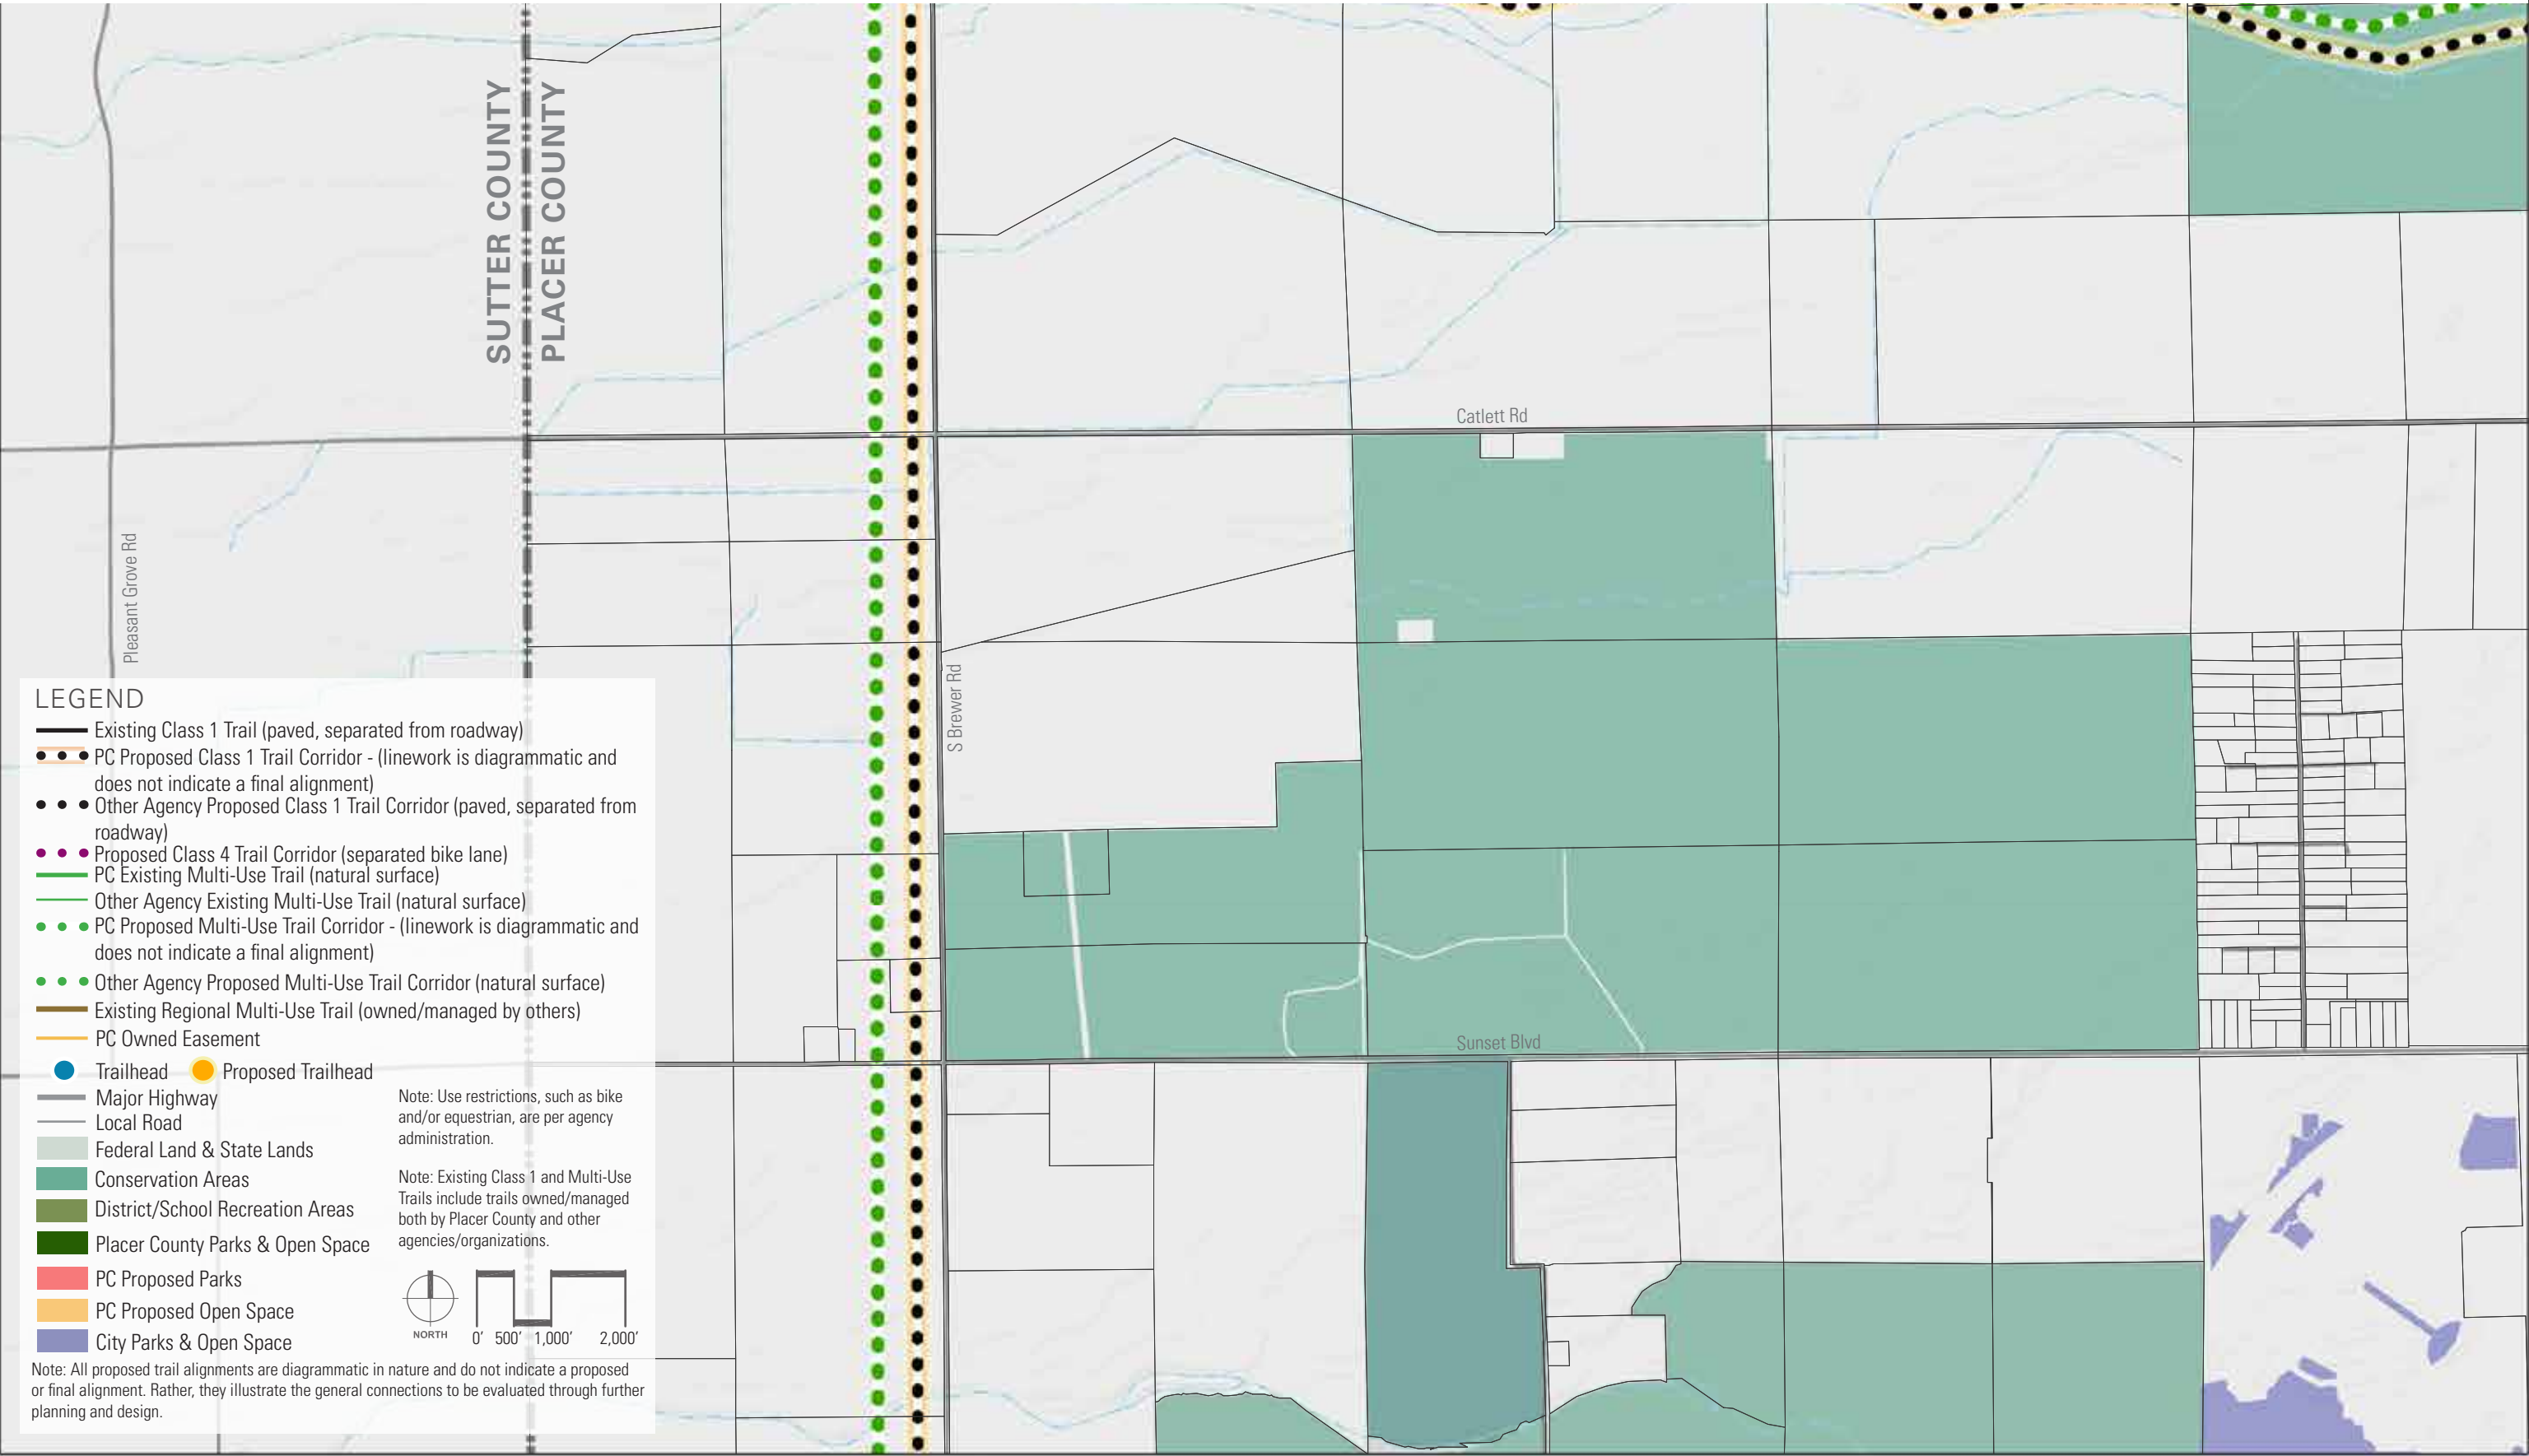 SUTTER COUNTY
PLACER COUNTY
Catlett Rd
Pleasant Grove Rd
S Brewer Rd
Sunset Blvd
LEGEND
Existing Class 1 Trail (paved, separated from roadway)
PC Proposed Class 1 Trail Corridor - (linework is diagrammatic and
does not indicate a final alignment)
Other Agency Proposed Class 1 Trail Corridor (paved, separated from
roadway)
Proposed Class 4 Trail Corridor (separated bike lane)
PC Existing Multi-Use Trail (natural surface)
Other Agency Existing Multi-Use Trail (natural surface)
PC Proposed Multi-Use Trail Corridor - (linework is diagrammatic and
does not indicate a final alignment)
Other Agency Proposed Multi-Use Trail Corridor (natural surface)
Existing Regional Multi-Use Trail (owned/managed by others)
PC Owned Easement
Trailhead Proposed Trailhead
Major Highway
Local Road
Federal Land & State Lands
Conservation Areas
District/School Recreation Areas
Placer County Parks & Open Space
PC Proposed Parks
PC Proposed Open Space
City Parks & Open Space
Note: Use restrictions, such as bike
and/or equestrian, are per agency
administration.
Note: Existing Class 1 and Multi-Use
Trails include trails owned/managed
both by Placer County and other
agencies/organizations.
NORTH
0' 500' 1,000' 2,000'
Note: All proposed trail alignments are diagrammatic in nature and do not indicate a proposed
or final alignment. Rather, they illustrate the general connections to be evaluated through further
planning and design.